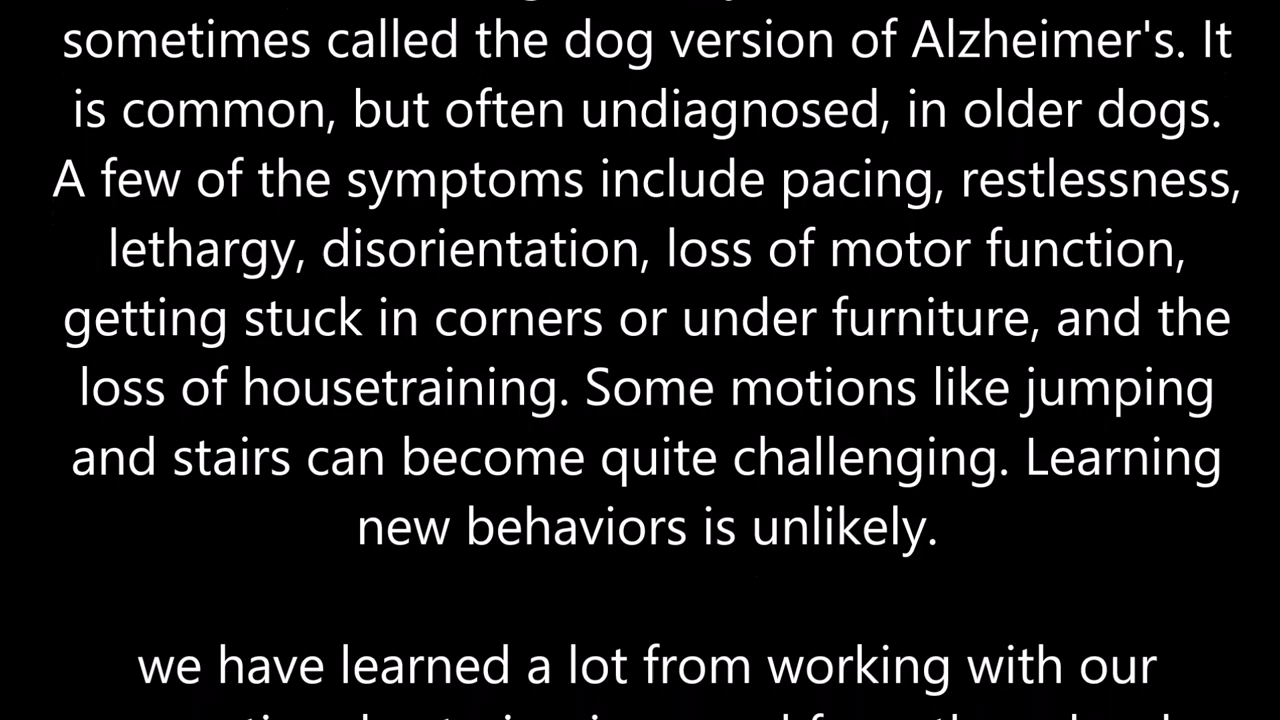 sometimes called the dog version of Alzheimer's. It
is common, but often undiagnosed, in older dogs.
A few of the symptoms include pacing, restlessness,
lethargy, disorientation, loss of motor function,
getting stuck in corners or under furniture, and the
loss of housetraining. Some motions like jumping
and stairs can become quite challenging. Learning
new behaviors is unlikely.
we have learned a lot from working with our